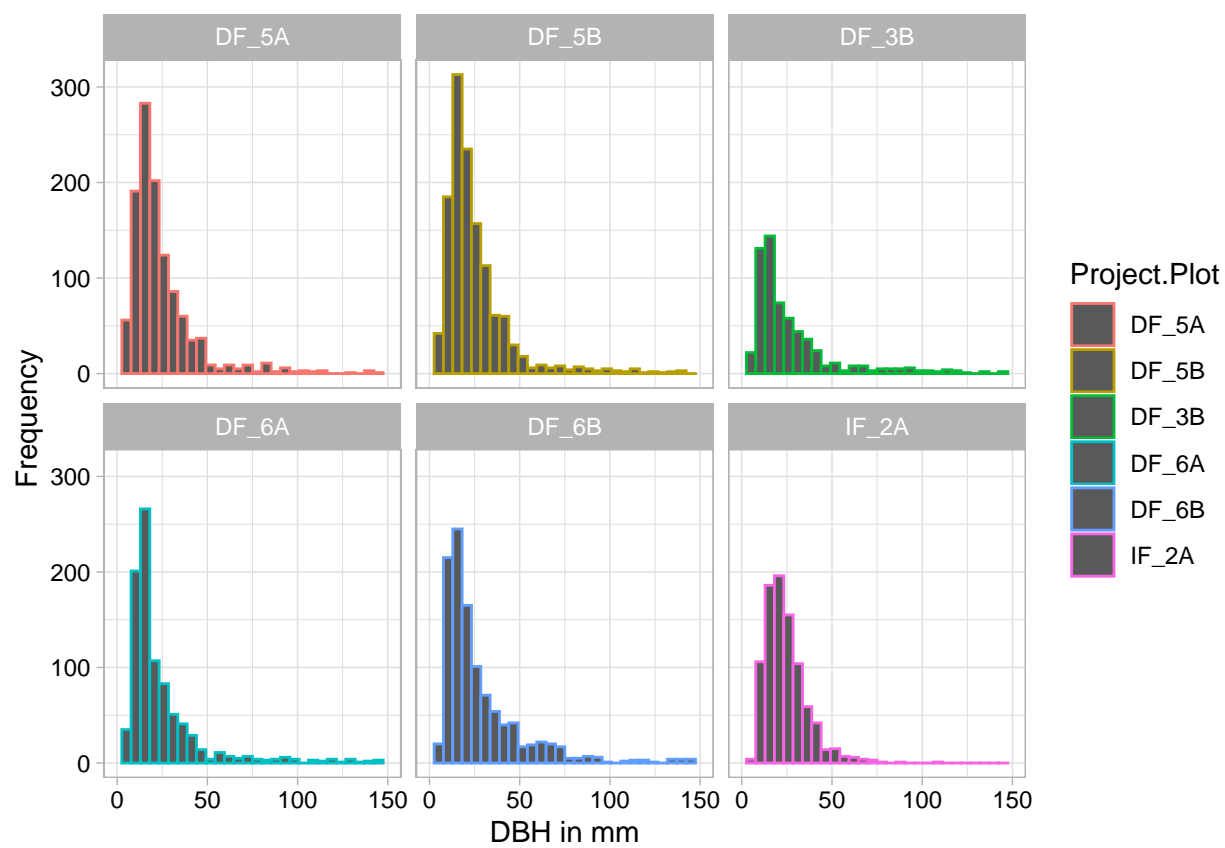 DF_5A DF_5B DF_3B
300
200
100
0
DF_6A DF_6B IF_2A
300
200
100
0
0 50 100 150 0 50 100 150 0 50 100 150
DBH in mm
Frequency
Project.Plot
DF_5A
DF_5B
DF_3B
DF_6A
DF_6B
IF_2A